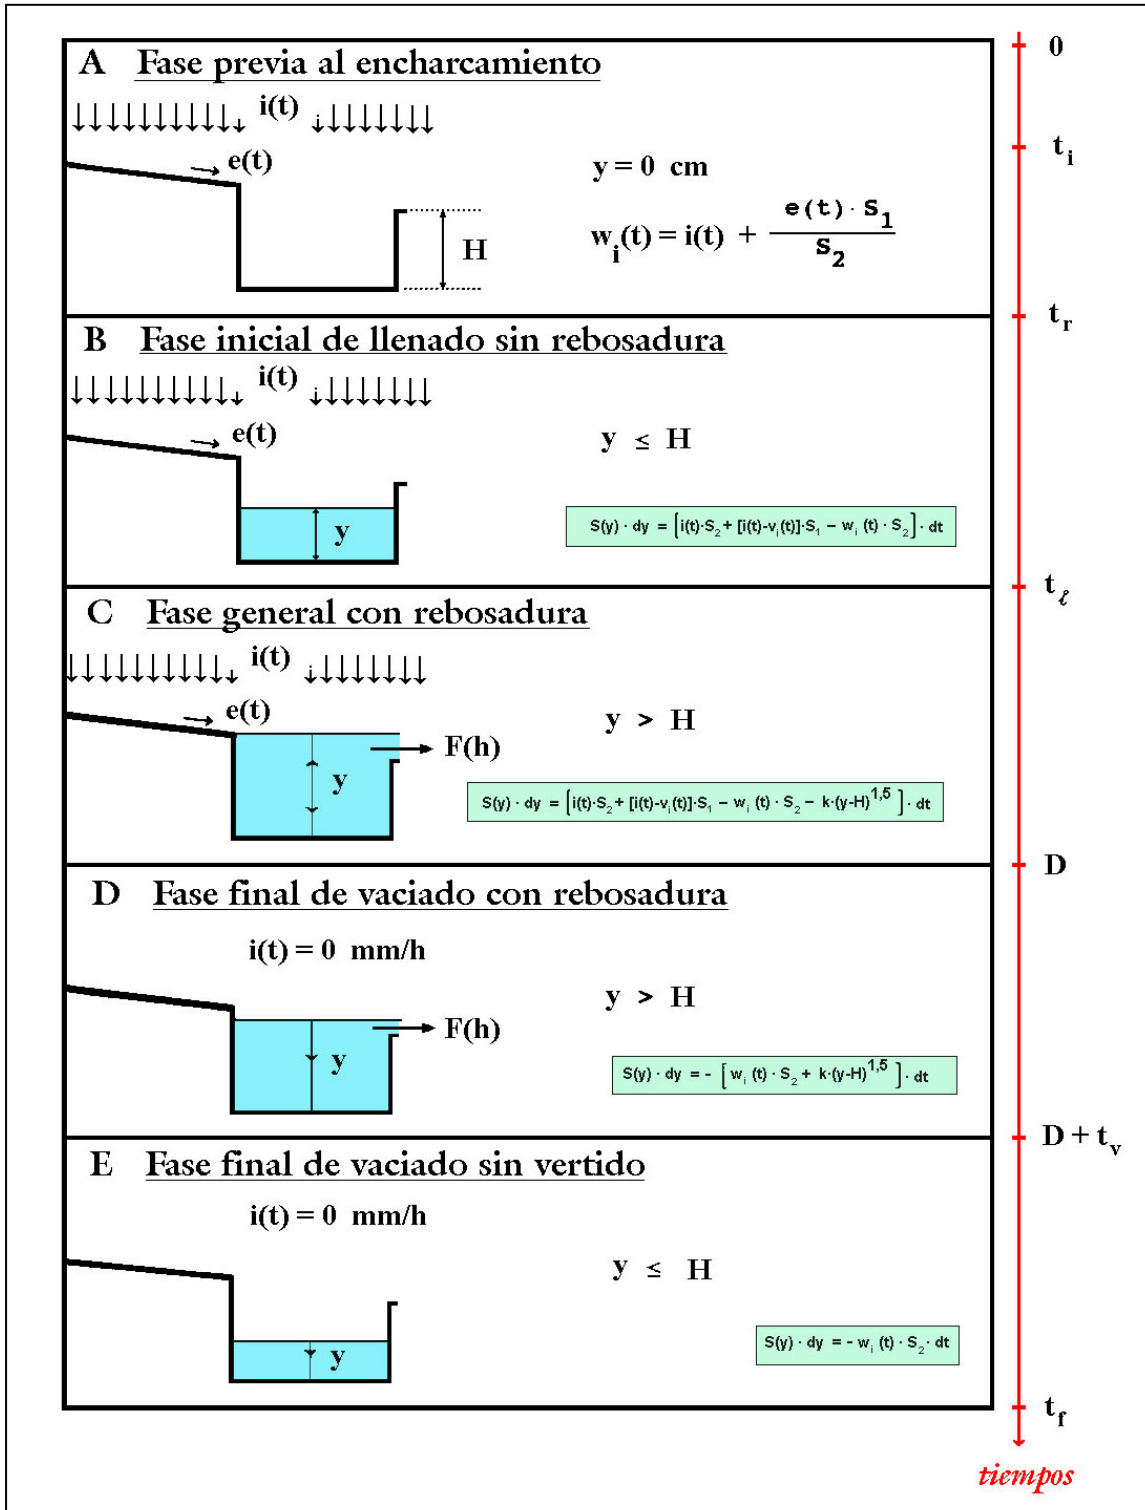 0
A Fase previa al encharcamiento
i(t)
t_i
e(t)
y = 0 cm
w_i(t) = i(t) + e(t) · S_1 / S_2
H
t_r
B Fase inicial de llenado sin rebosadura
i(t)
e(t)
y ≤ H
y
S(y) · dy = [i(t)·S_2 + [i(t)-v_i(t)]·S_1 − w_i (t) · S_2] · dt
t_ℓ
C Fase general con rebosadura
i(t)
e(t)
y > H
F(h)
y
S(y) · dy = [i(t)·S_2 + [i(t)-v_i(t)]·S_1 − w_i (t) · S_2 − k·(y-H)^1,5] · dt
D
D Fase final de vaciado con rebosadura
i(t) = 0 mm/h
y > H
F(h)
y
S(y) · dy = - [w_i (t) · S_2 + k·(y-H)^1,5] · dt
D + t_v
E Fase final de vaciado sin vertido
i(t) = 0 mm/h
y ≤ H
y
S(y) · dy = - w_i (t) · S_2 · dt
t_f
tiempos